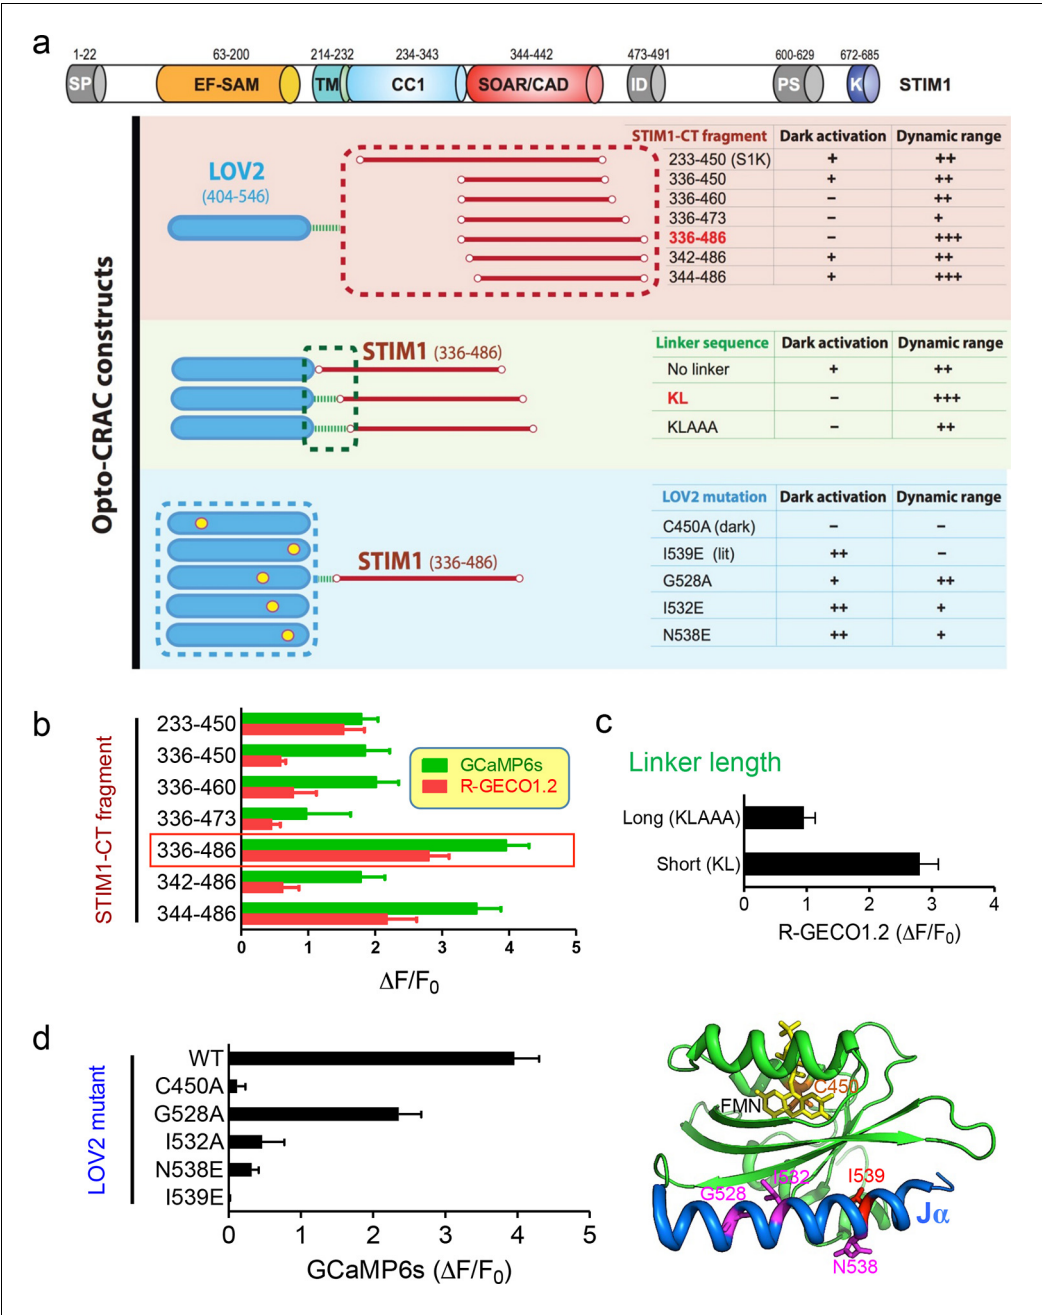 a
1-22 63-200 214-232 234-343 344-442 473-491 600-629 672-685
SP EF-SAM TM CC1 SOAR/CAD ID PS K STIM1
Opto-CRAC constructs
LOV2
(404-546)
STIM1-CT fragment Dark activation Dynamic range
233-450 (S1K) + ++
336-450 + ++
336-460 − ++
336-473 − +
336-486 − +++
342-486 + ++
344-486 + +++
STIM1 (336-486)
Linker sequence Dark activation Dynamic range
No linker + ++
KL − +++
KLAAA − ++
STIM1 (336-486)
LOV2 mutation Dark activation Dynamic range
C450A (dark) − −
I539E (lit) ++ −
G528A + ++
I532E ++ +
N538E ++ +
b
STIM1-CT fragment
233-450
336-450
336-460
336-473
336-486
342-486
344-486
GCaMP6s
R-GECO1.2
0 1 2 3 4 5
ΔF/F0
c
Linker length
Long (KLAAA)
Short (KL)
0 1 2 3 4
R-GECO1.2 (ΔF/F0)
d
LOV2 mutant
WT
C450A
G528A
I532A
N538E
I539E
0 1 2 3 4 5
GCaMP6s (ΔF/F0)
C450
FMN
I532
I539
G528
Jα
N538